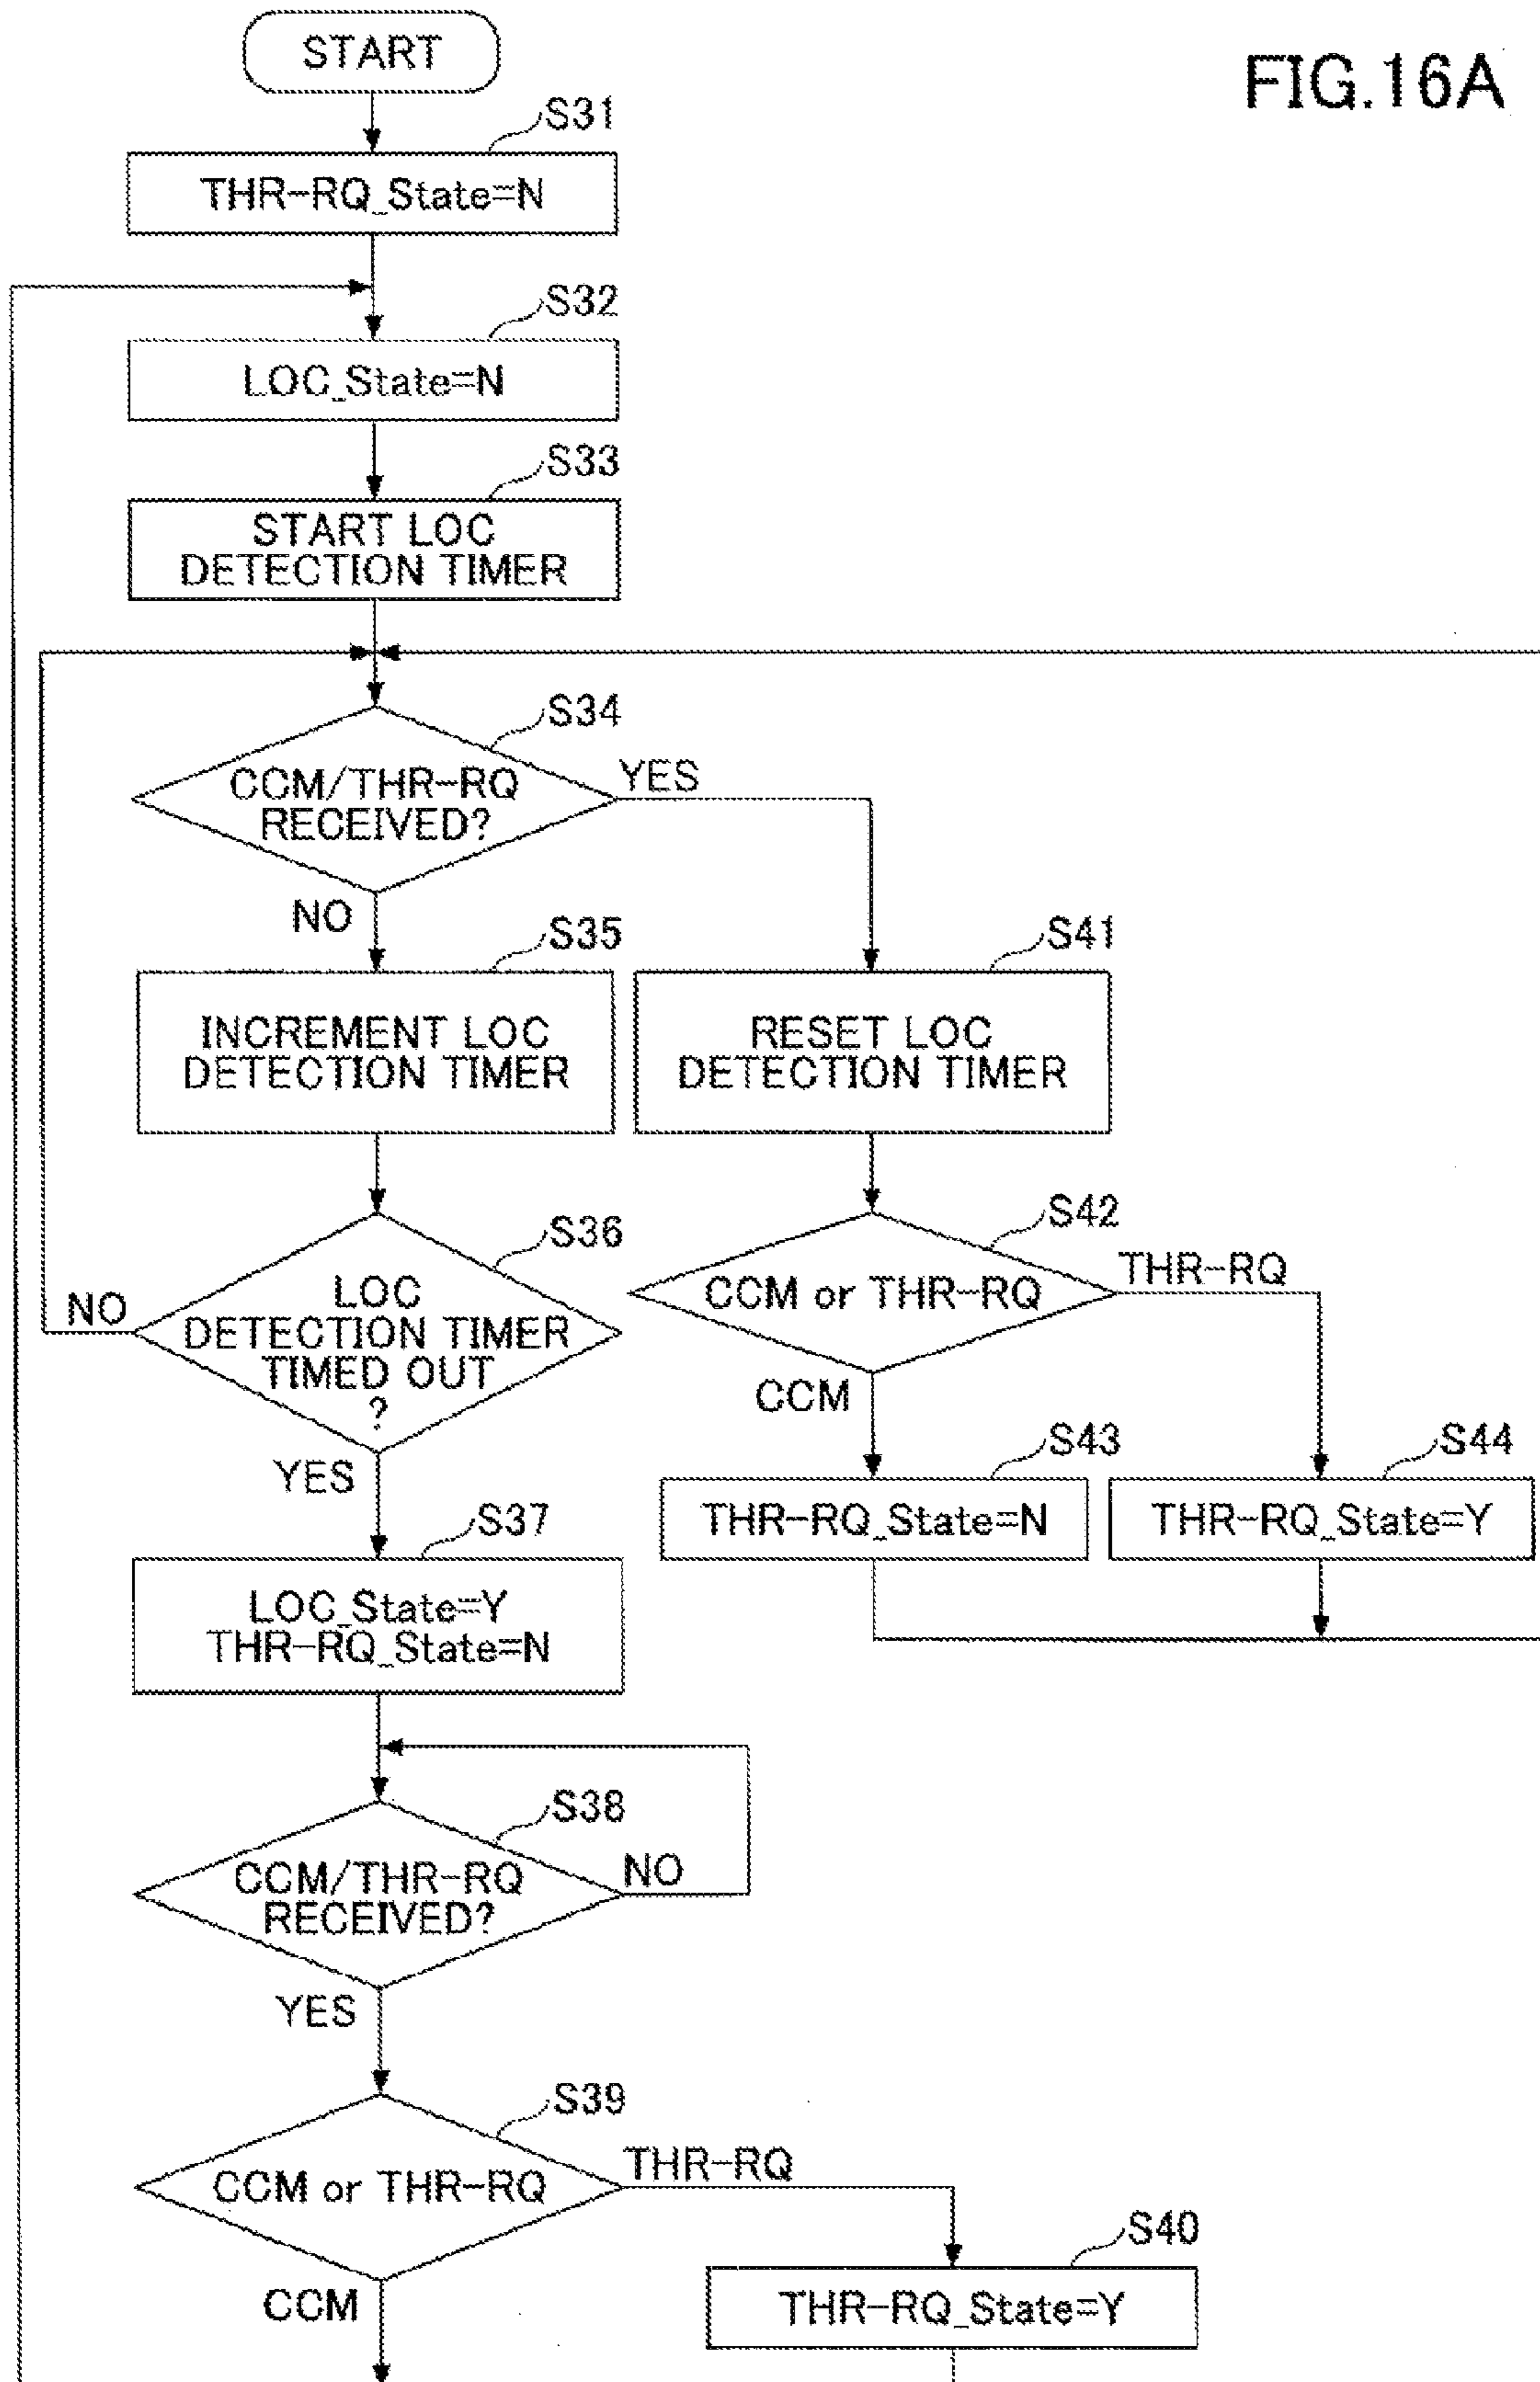 FIG.16A
START
S31
THR-RQ_State=N
S32
LOC_State=N
S33
START LOC
DETECTION TIMER
S34
CCM/THR-RQ
RECEIVED?
YES
NO
S35
INCREMENT LOC
DETECTION TIMER
S41
RESET LOC
DETECTION TIMER
S36
LOC
DETECTION TIMER
TIMED OUT
?
NO
YES
S42
CCM or THR-RQ
THR-RQ
CCM
S43
THR-RQ_State=N
S44
THR-RQ_State=Y
S37
LOC_State=Y
THR-RQ_State=N
S38
CCM/THR-RQ
RECEIVED?
NO
YES
S39
CCM or THR-RQ
THR-RQ
CCM
S40
THR-RQ_State=Y